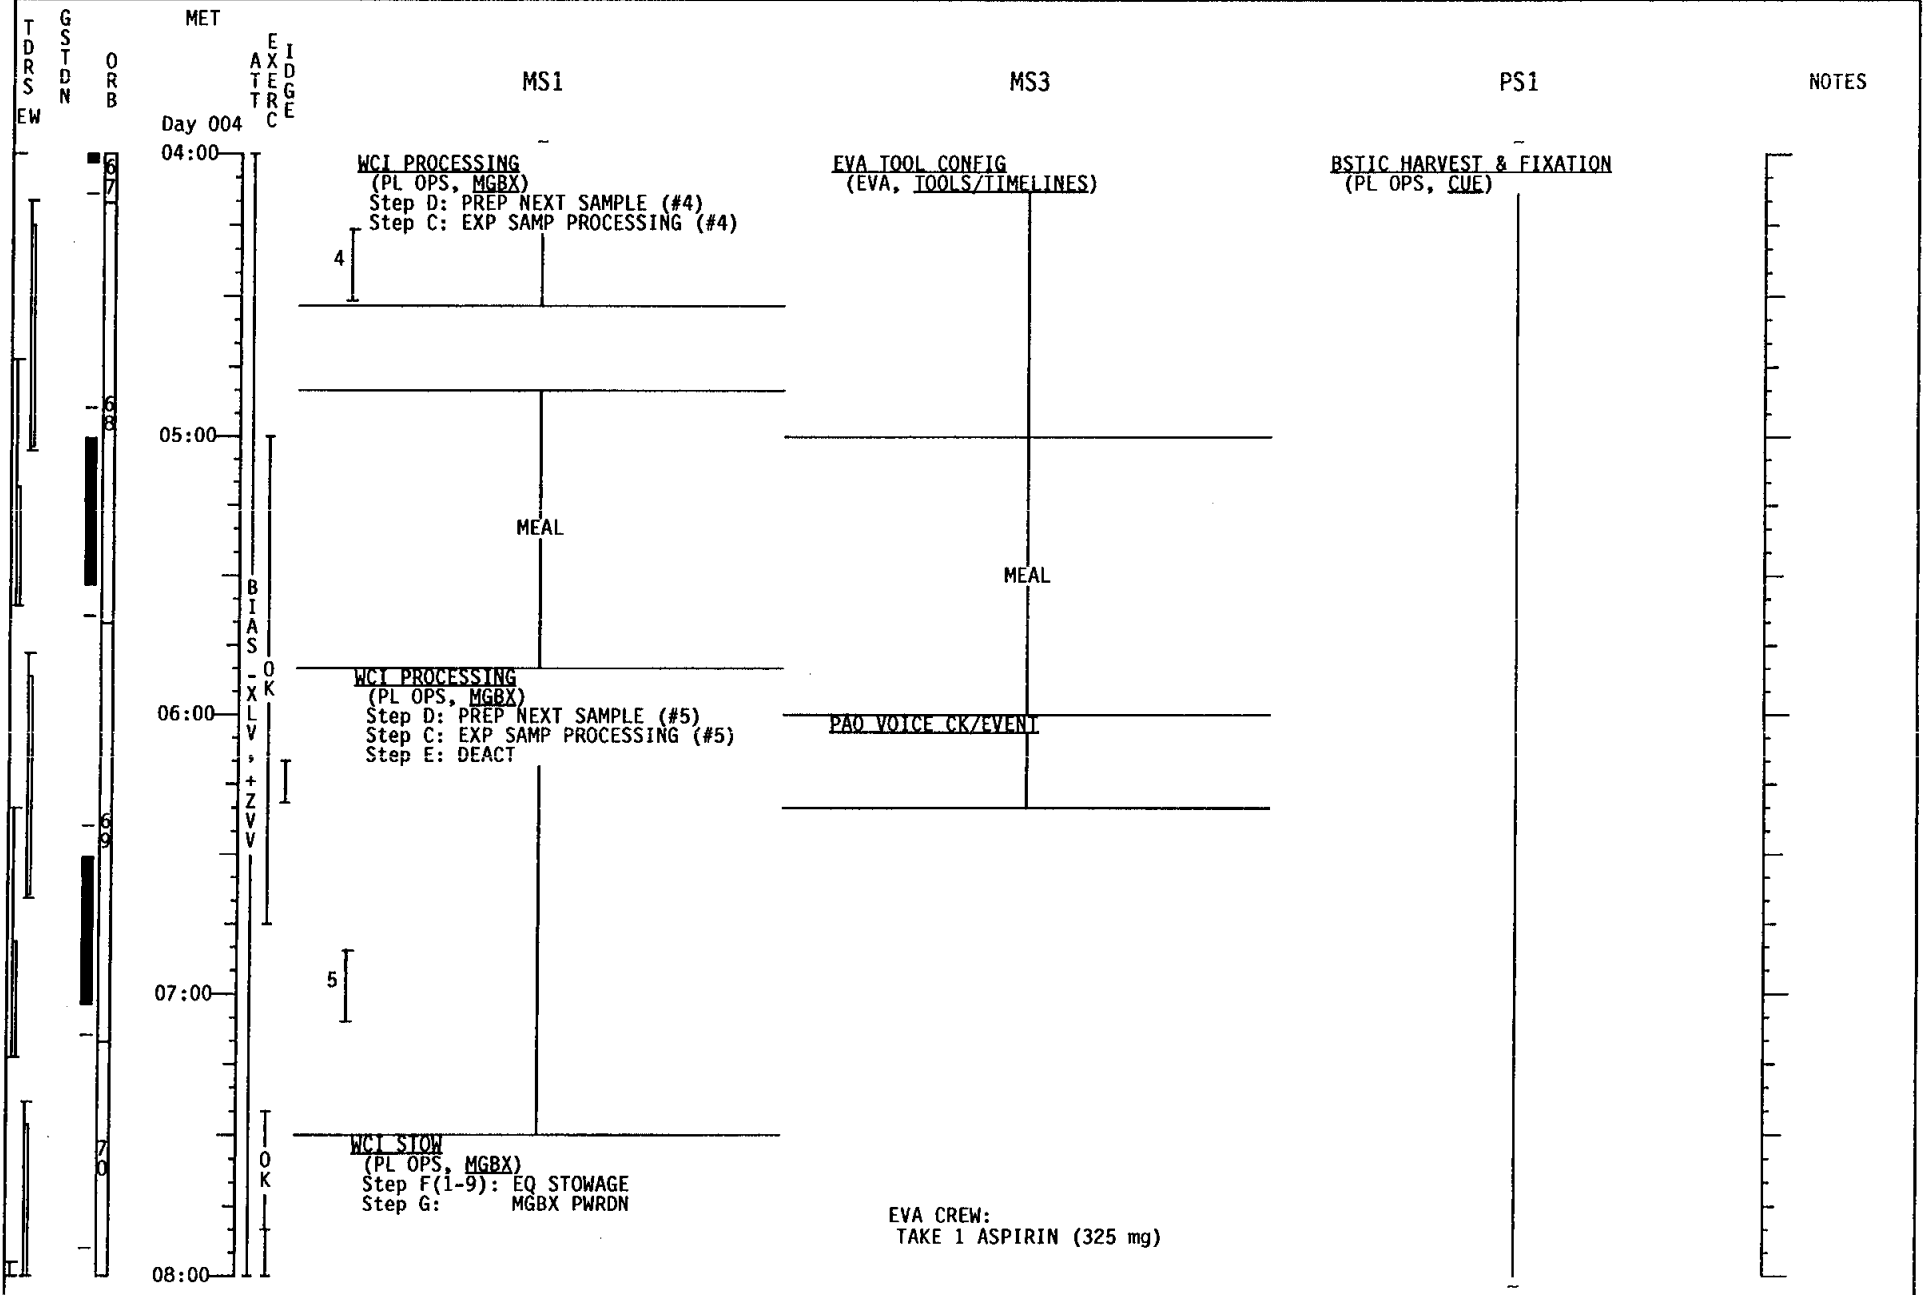 TDRS
EW
GSTDN
ORB
MET
ATT
EXERC
IDGE
MS1
MS3
PS1
NOTES
Day 004
04:00
05:00
06:00
07:00
08:00
67
68
69
70
BIAS -XLV,+ZVV
OK
OK
WCI PROCESSING
(PL OPS, MGBX)
Step D: PREP NEXT SAMPLE (#4)
Step C: EXP SAMP PROCESSING (#4)
4
MEAL
WCI PROCESSING
(PL OPS, MGBX)
Step D: PREP NEXT SAMPLE (#5)
Step C: EXP SAMP PROCESSING (#5)
Step E: DEACT
5
WCI STOW
(PL OPS, MGBX)
Step F(1-9): EQ STOWAGE
Step G: MGBX PWRDN
EVA TOOL CONFIG
(EVA, TOOLS/TIMELINES)
MEAL
PAO VOICE CK/EVENT
EVA CREW:
TAKE 1 ASPIRIN (325 mg)
BSTIC HARVEST & FIXATION
(PL OPS, CUE)